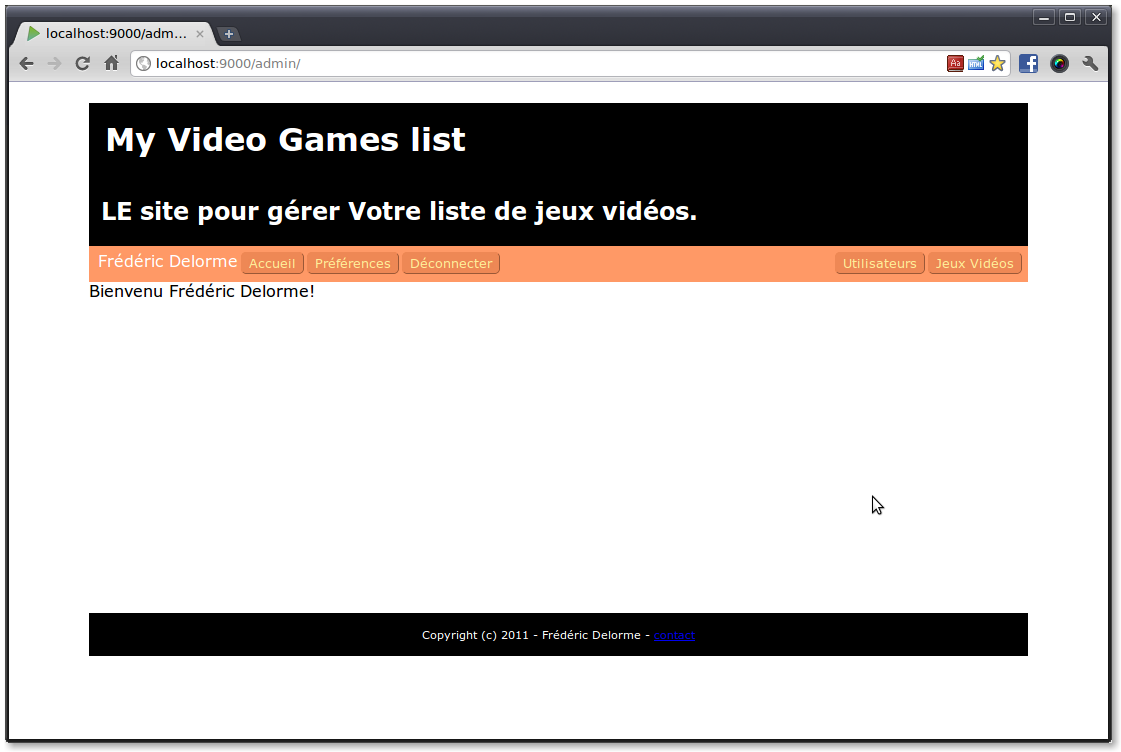 localhost:9000/adm...
localhost:9000/admin/
My Video Games list
LE site pour gérer Votre liste de jeux vidéos.
Frédéric Delorme Accueil Préférences Déconnecter Utilisateurs Jeux Vidéos
Bienvenu Frédéric Delorme!
Copyright (c) 2011 - Frédéric Delorme - contact